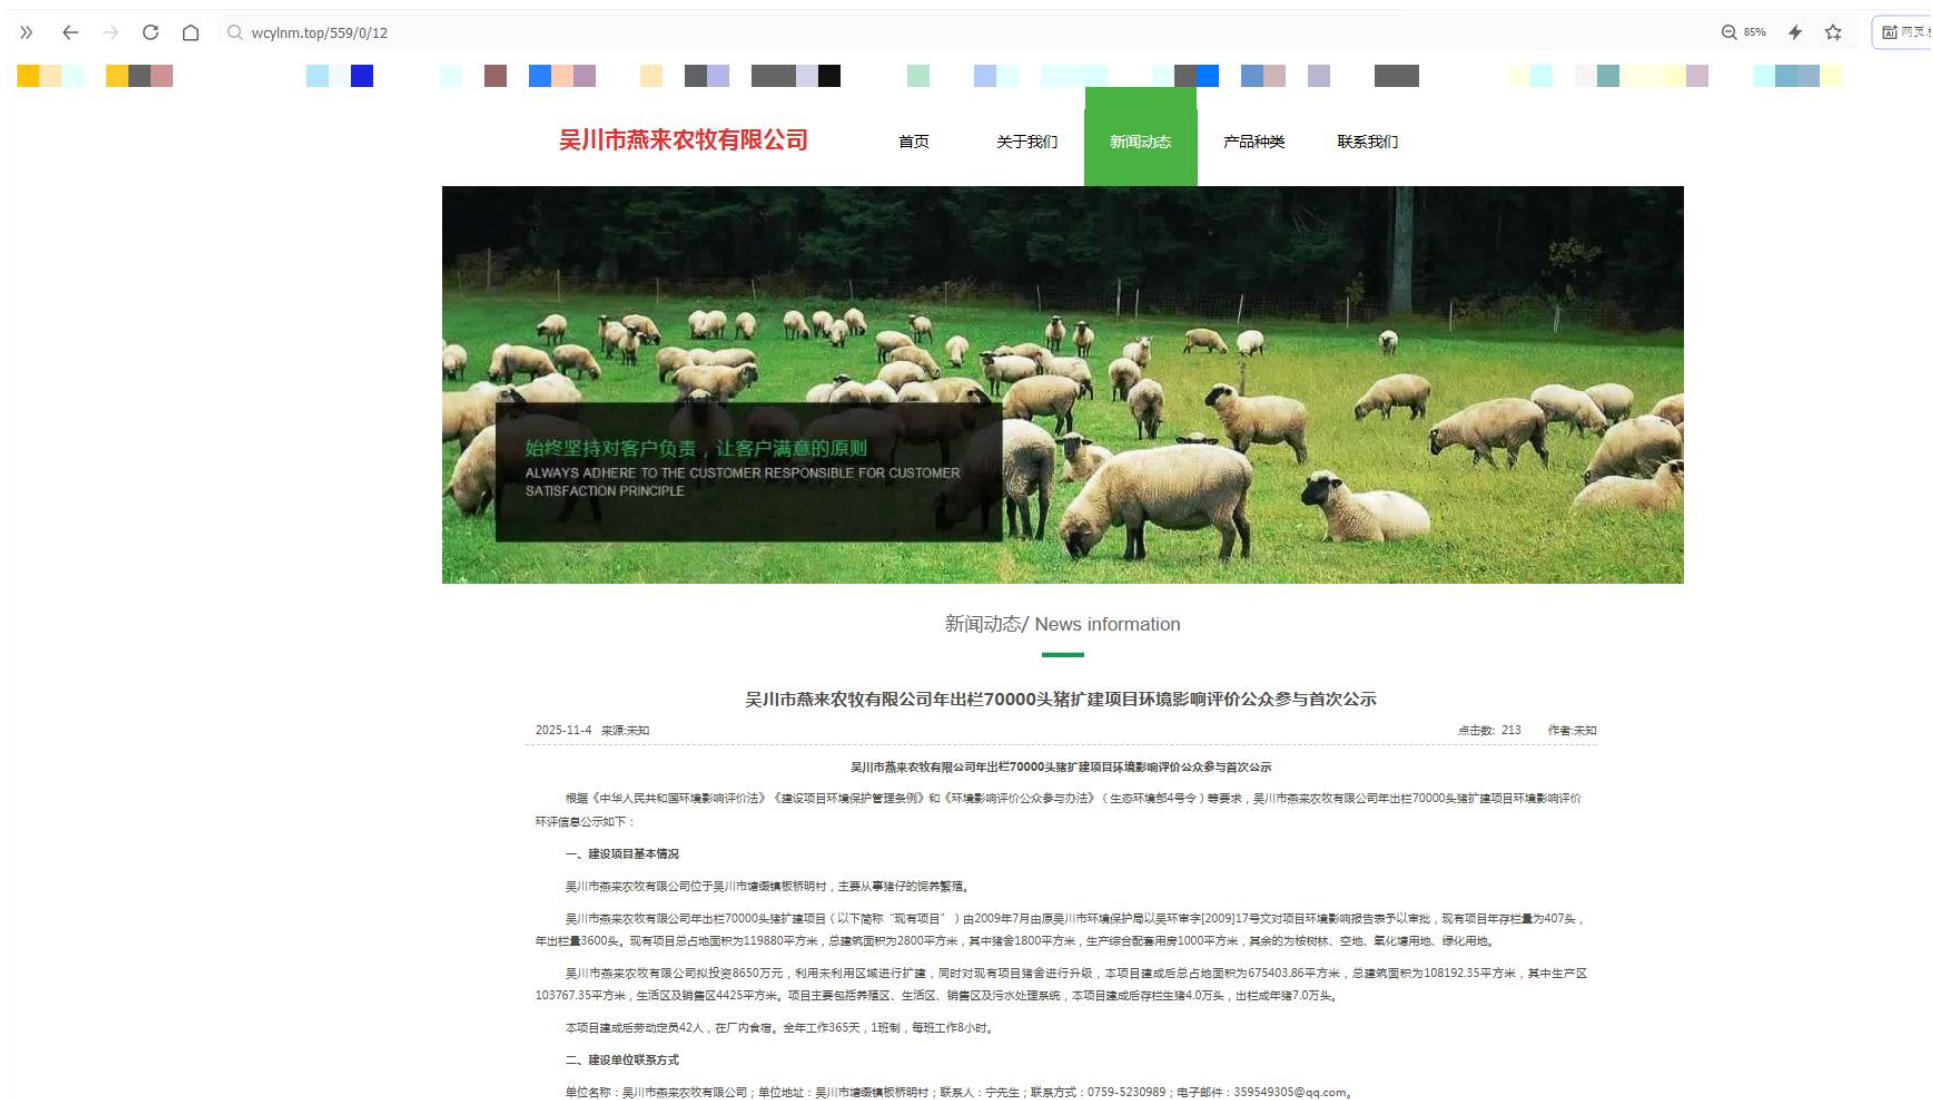 wcylnm.top/559/0/12
85%
吴川市燕来农牧有限公司
首页 关于我们 新闻动态 产品种类 联系我们
始终坚持对客户负责，让客户满意的原则
ALWAYS ADHERE TO THE CUSTOMER RESPONSIBLE FOR CUSTOMER
SATISFACTION PRINCIPLE
新闻动态/ News information
吴川市燕来农牧有限公司年出栏70000头猪扩建项目环境影响评价公众参与首次公示
2025-11-4 来源:未知 点击数: 213 作者:未知
吴川市燕来农牧有限公司年出栏70000头猪扩建项目环境影响评价公众参与首次公示
根据《中华人民共和国环境影响评价法》《建设项目环境保护管理条例》和《环境影响评价公众参与办法》（生态环境部4号令）等要求，吴川市燕来农牧有限公司年出栏70000头猪扩建项目环境影响评价
环评信息公示如下：
一、建设项目基本情况
吴川市燕来农牧有限公司位于吴川市塘㙍镇板桥明村，主要从事猪仔的饲养繁殖。
吴川市燕来农牧有限公司年出栏70000头猪扩建项目（以下简称“现有项目”）由2009年7月由原吴川市环境保护局以吴环审字[2009]17号文对项目环境影响报告表予以审批，现有项目年存栏量为407头，
年出栏量3600头。现有项目总占地面积为119880平方米，总建筑面积为2800平方米，其中猪舍1800平方米，生产综合配套用房1000平方米，其余的为桉树林、空地、氧化塘用地、绿化用地。
吴川市燕来农牧有限公司拟投资8650万元，利用未利用区域进行扩建，同时对现有项目猪舍进行升级，本项目建成后总占地面积为675403.86平方米，总建筑面积为108192.35平方米，其中生产区
103767.35平方米，生活区及销售区4425平方米。项目主要包括养殖区、生活区、销售区及污水处理系统，本项目建成后存栏生猪4.0万头，出栏成年猪7.0万头。
本项目建成后劳动定员42人，在厂内食宿。全年工作365天，1班制，每班工作8小时。
二、建设单位联系方式
单位名称：吴川市燕来农牧有限公司；单位地址：吴川市塘㙍镇板桥明村；联系人：宁先生；联系方式：0759-5230989；电子邮件：359549305@qq.com。